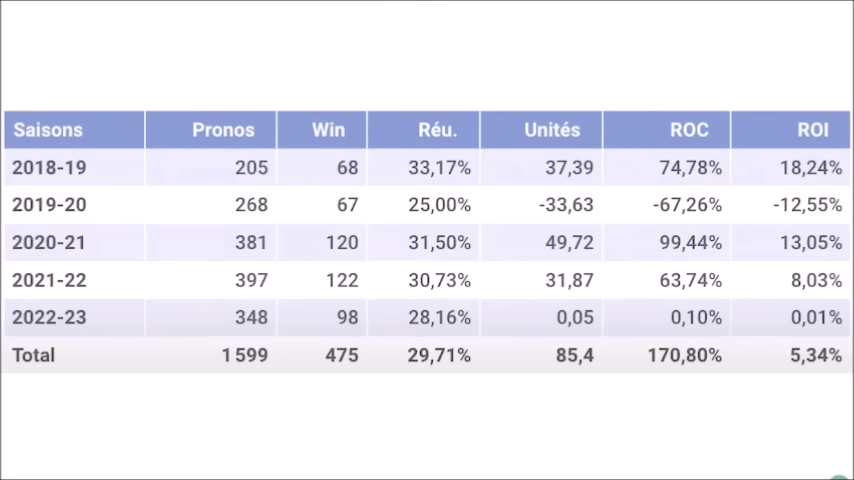 Saisons Pronos Win Réu. Unités ROC ROI
2018-19 205 68 33,17% 37,39 74,78% 18,24%
2019-20 268 67 25,00% -33,63 -67,26% -12,55%
2020-21 381 120 31,50% 49,72 99,44% 13,05%
2021-22 397 122 30,73% 31,87 63,74% 8,03%
2022-23 348 98 28,16% 0,05 0,10% 0,01%
Total 1 599 475 29,71% 85,4 170,80% 5,34%